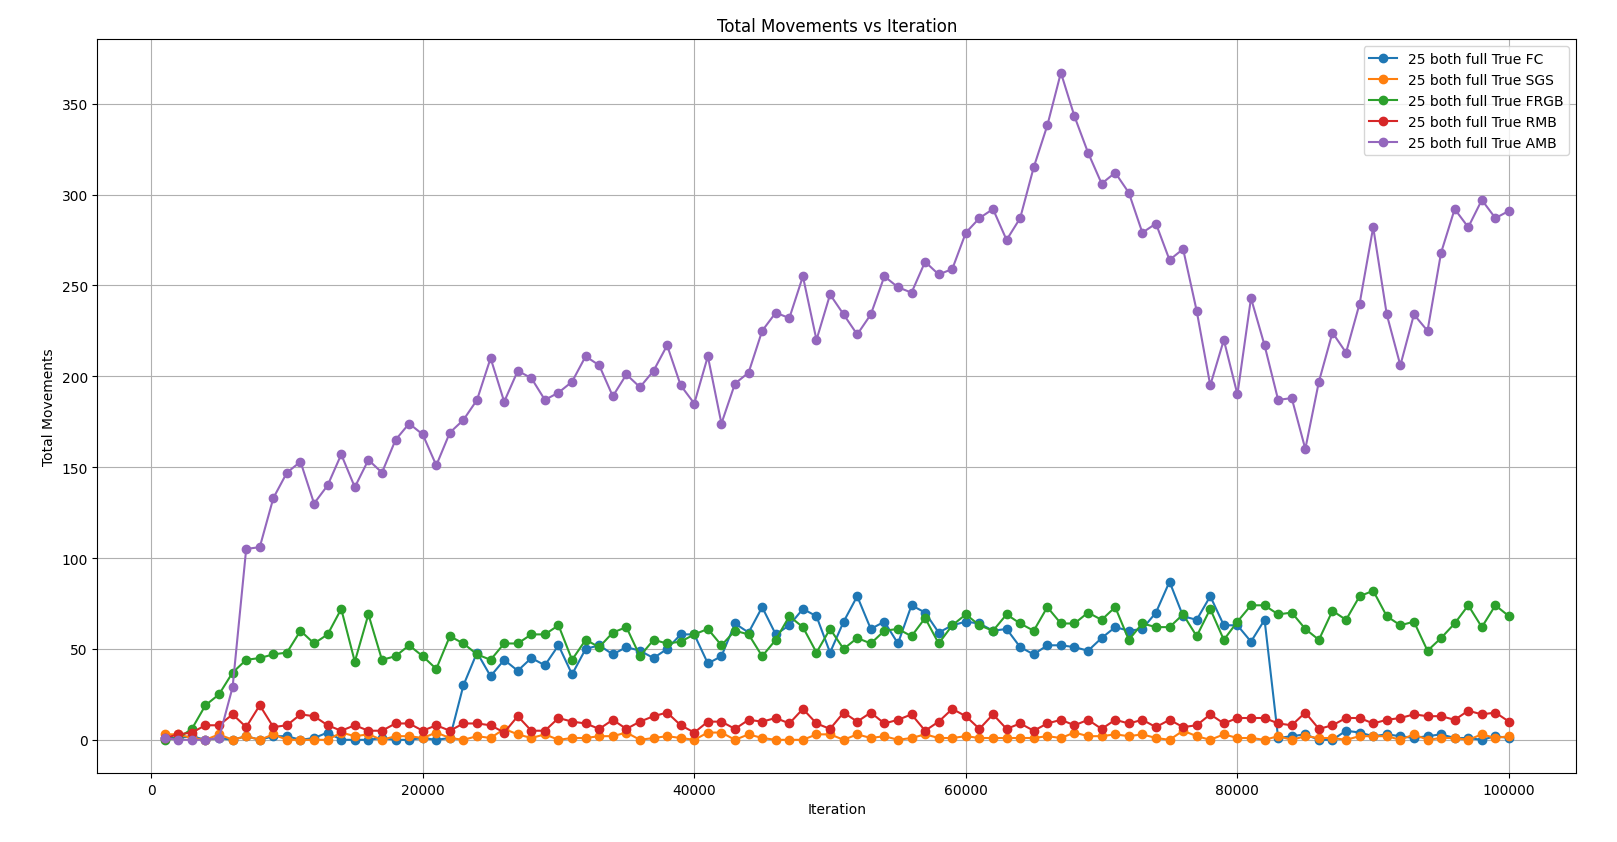 Total Movements vs Iteration
25 both full True FC
25 both full True SGS
25 both full True FRGB
25 both full True RMB
25 both full True AMB
Total Movements
350
300
250
200
150
100
50
0
0 20000 40000 60000 80000 100000
Iteration